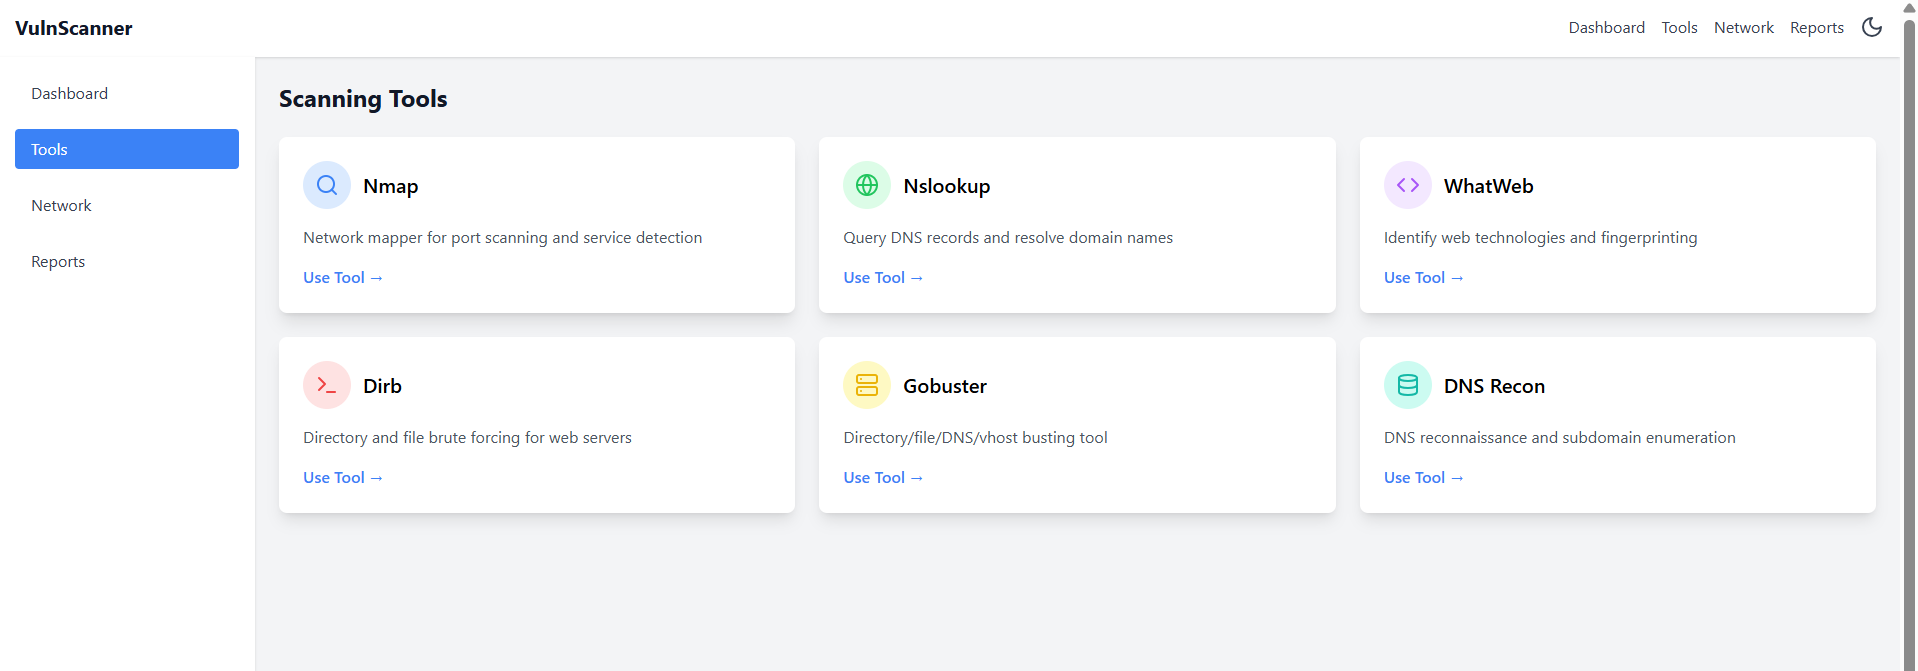 VulnScanner
Dashboard Tools Network Reports
Dashboard
Tools
Network
Reports
Scanning Tools
Nmap
Network mapper for port scanning and service detection
Use Tool →
Nslookup
Query DNS records and resolve domain names
Use Tool →
WhatWeb
Identify web technologies and fingerprinting
Use Tool →
Dirb
Directory and file brute forcing for web servers
Use Tool →
Gobuster
Directory/file/DNS/vhost busting tool
Use Tool →
DNS Recon
DNS reconnaissance and subdomain enumeration
Use Tool →